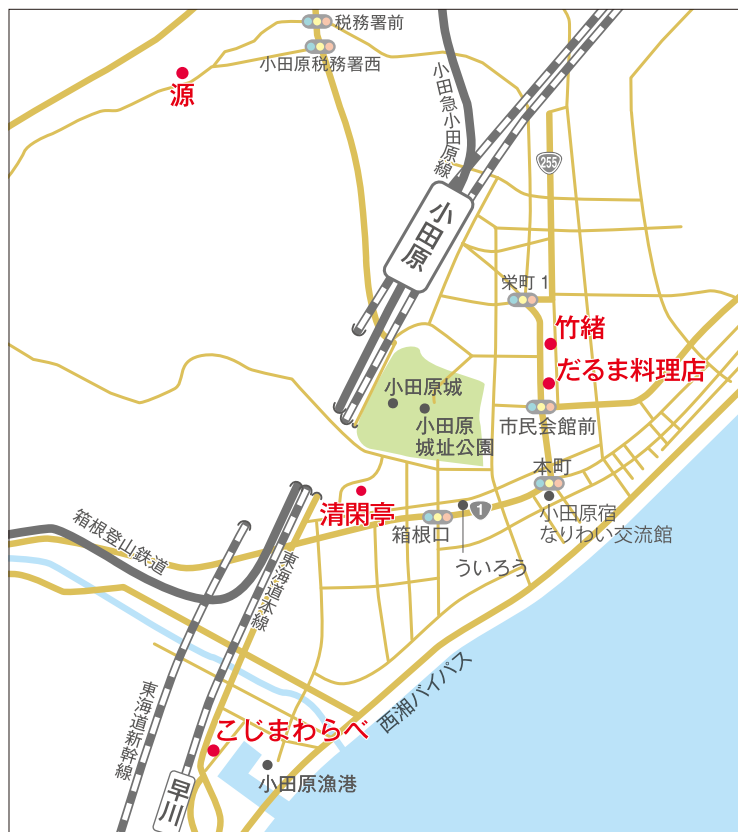 税務署前
小田原税務署西
源
小田急小田原線
255
小田原
栄町 1
竹緒
だるま料理店
小田原城
小田原
城址公園
市民会館前
本町
清閑亭
1
箱根口
小田原宿
なりわい交流館
ういろう
箱根登山鉄道
東海道本線
西湘バイパス
東海道新幹線
こじまわらべ
小田原漁港
早川